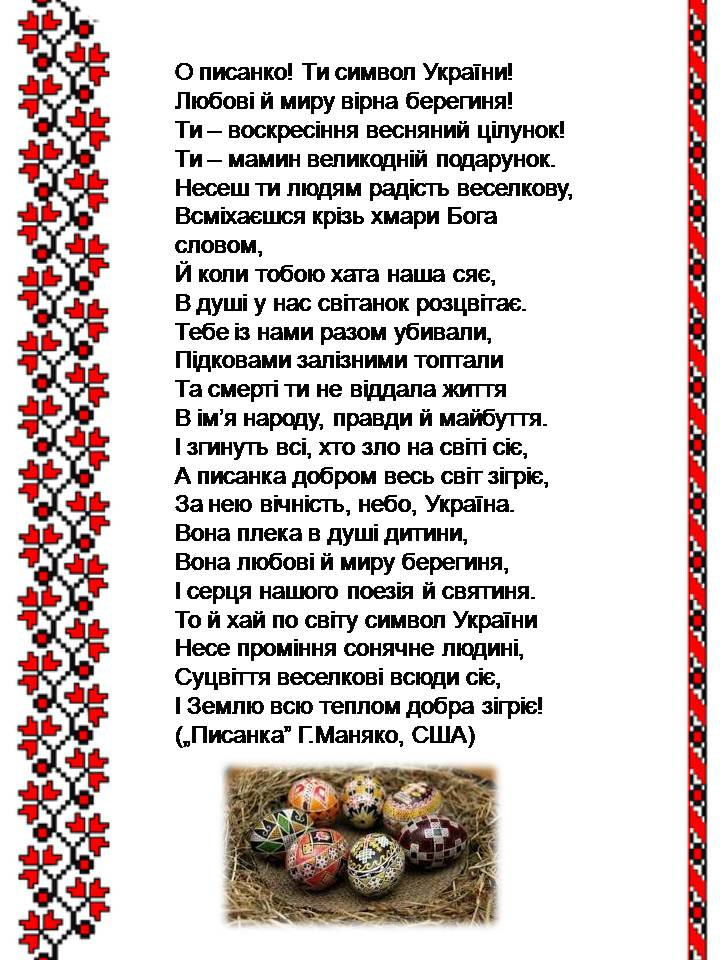 О писанко! Ти символ України!
Любові й миру вірна берегиня!
Ти – воскресіння весняний цілунок!
Ти – мамин великодній подарунок.
Несеш ти людям радість веселкову,
Всміхаєшся крізь хмари Бога
словом,
Й коли тобою хата наша сяє,
В душі у нас світанок розцвітає.
Тебе із нами разом убивали,
Підковами залізними топтали
Та смерті ти не віддала життя
В ім’я народу, правди й майбуття.
І згинуть всі, хто зло на світі сіє,
А писанка добром весь світ зігріє,
За нею вічність, небо, Україна.
Вона плека в душі дитини,
Вона любові й миру берегиня,
І серця нашого поезія й святиня.
То й хай по світу символ України
Несе проміння сонячне людині,
Суцвіття веселкові всюди сіє,
І Землю всю теплом добра зігріє!
(„Писанка” Г.Маняко, США)